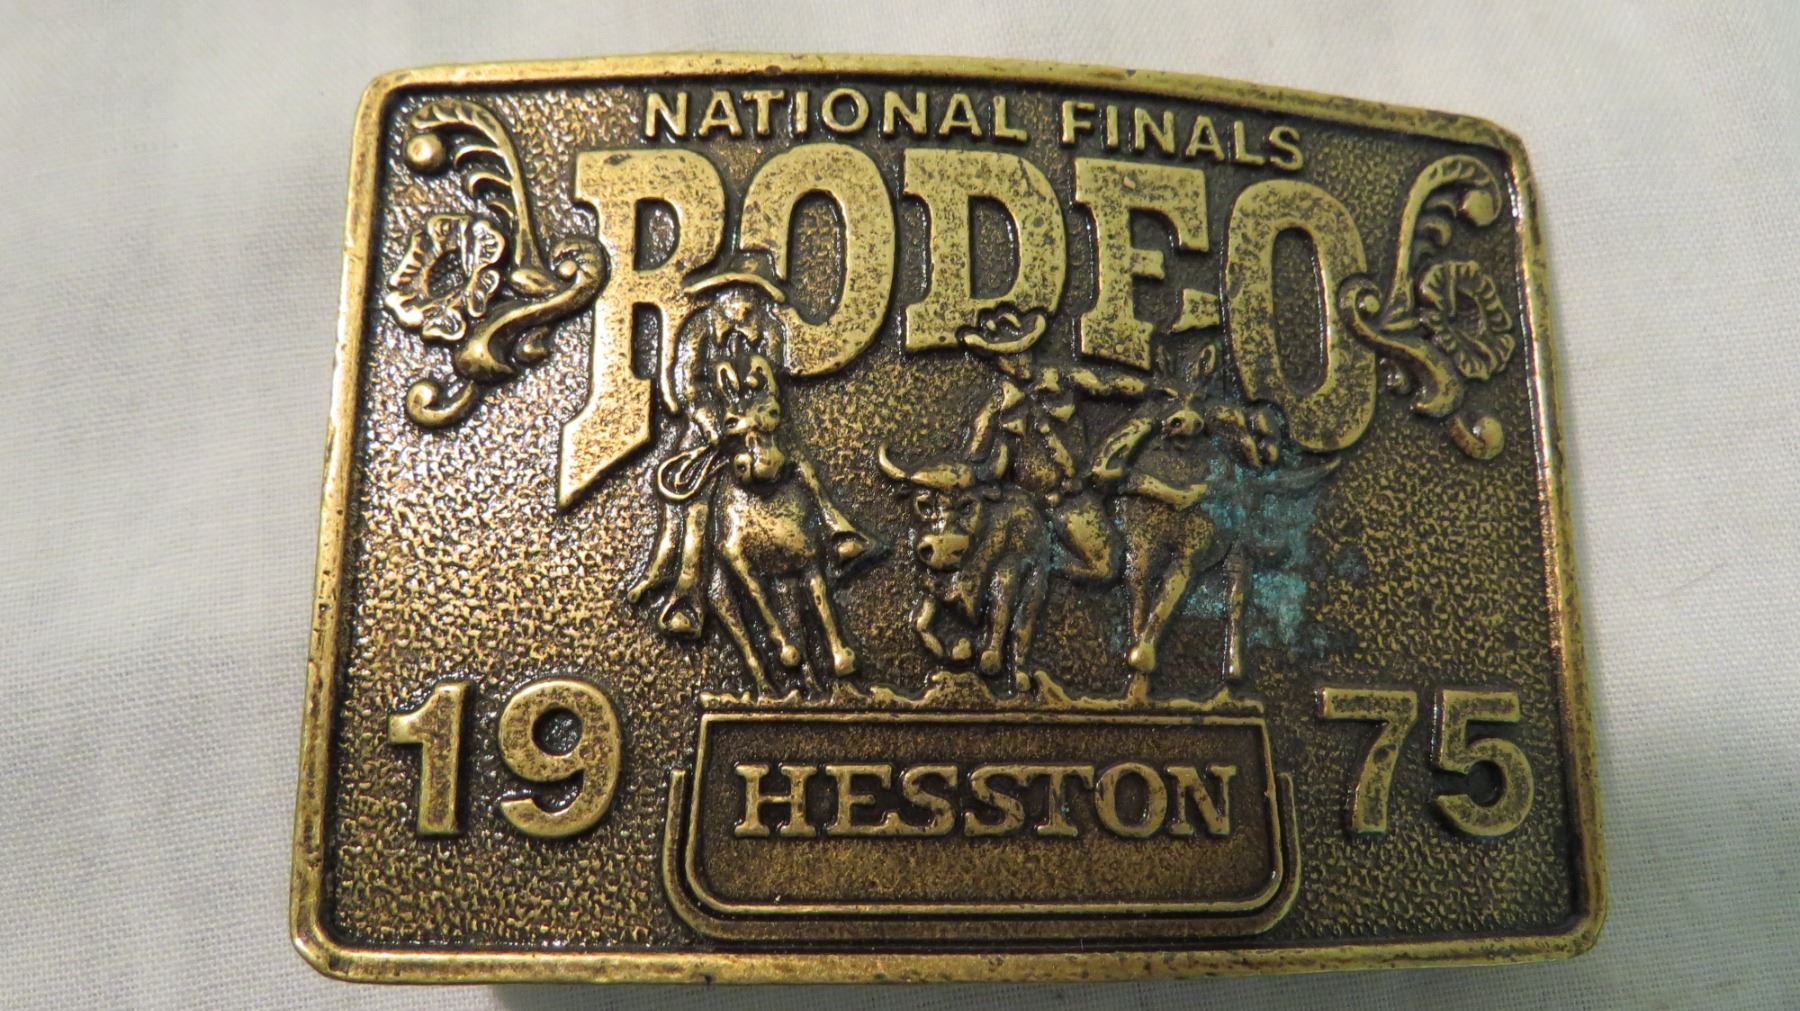 NATIONAL FINALS
RODEO
19 75
HESSTON